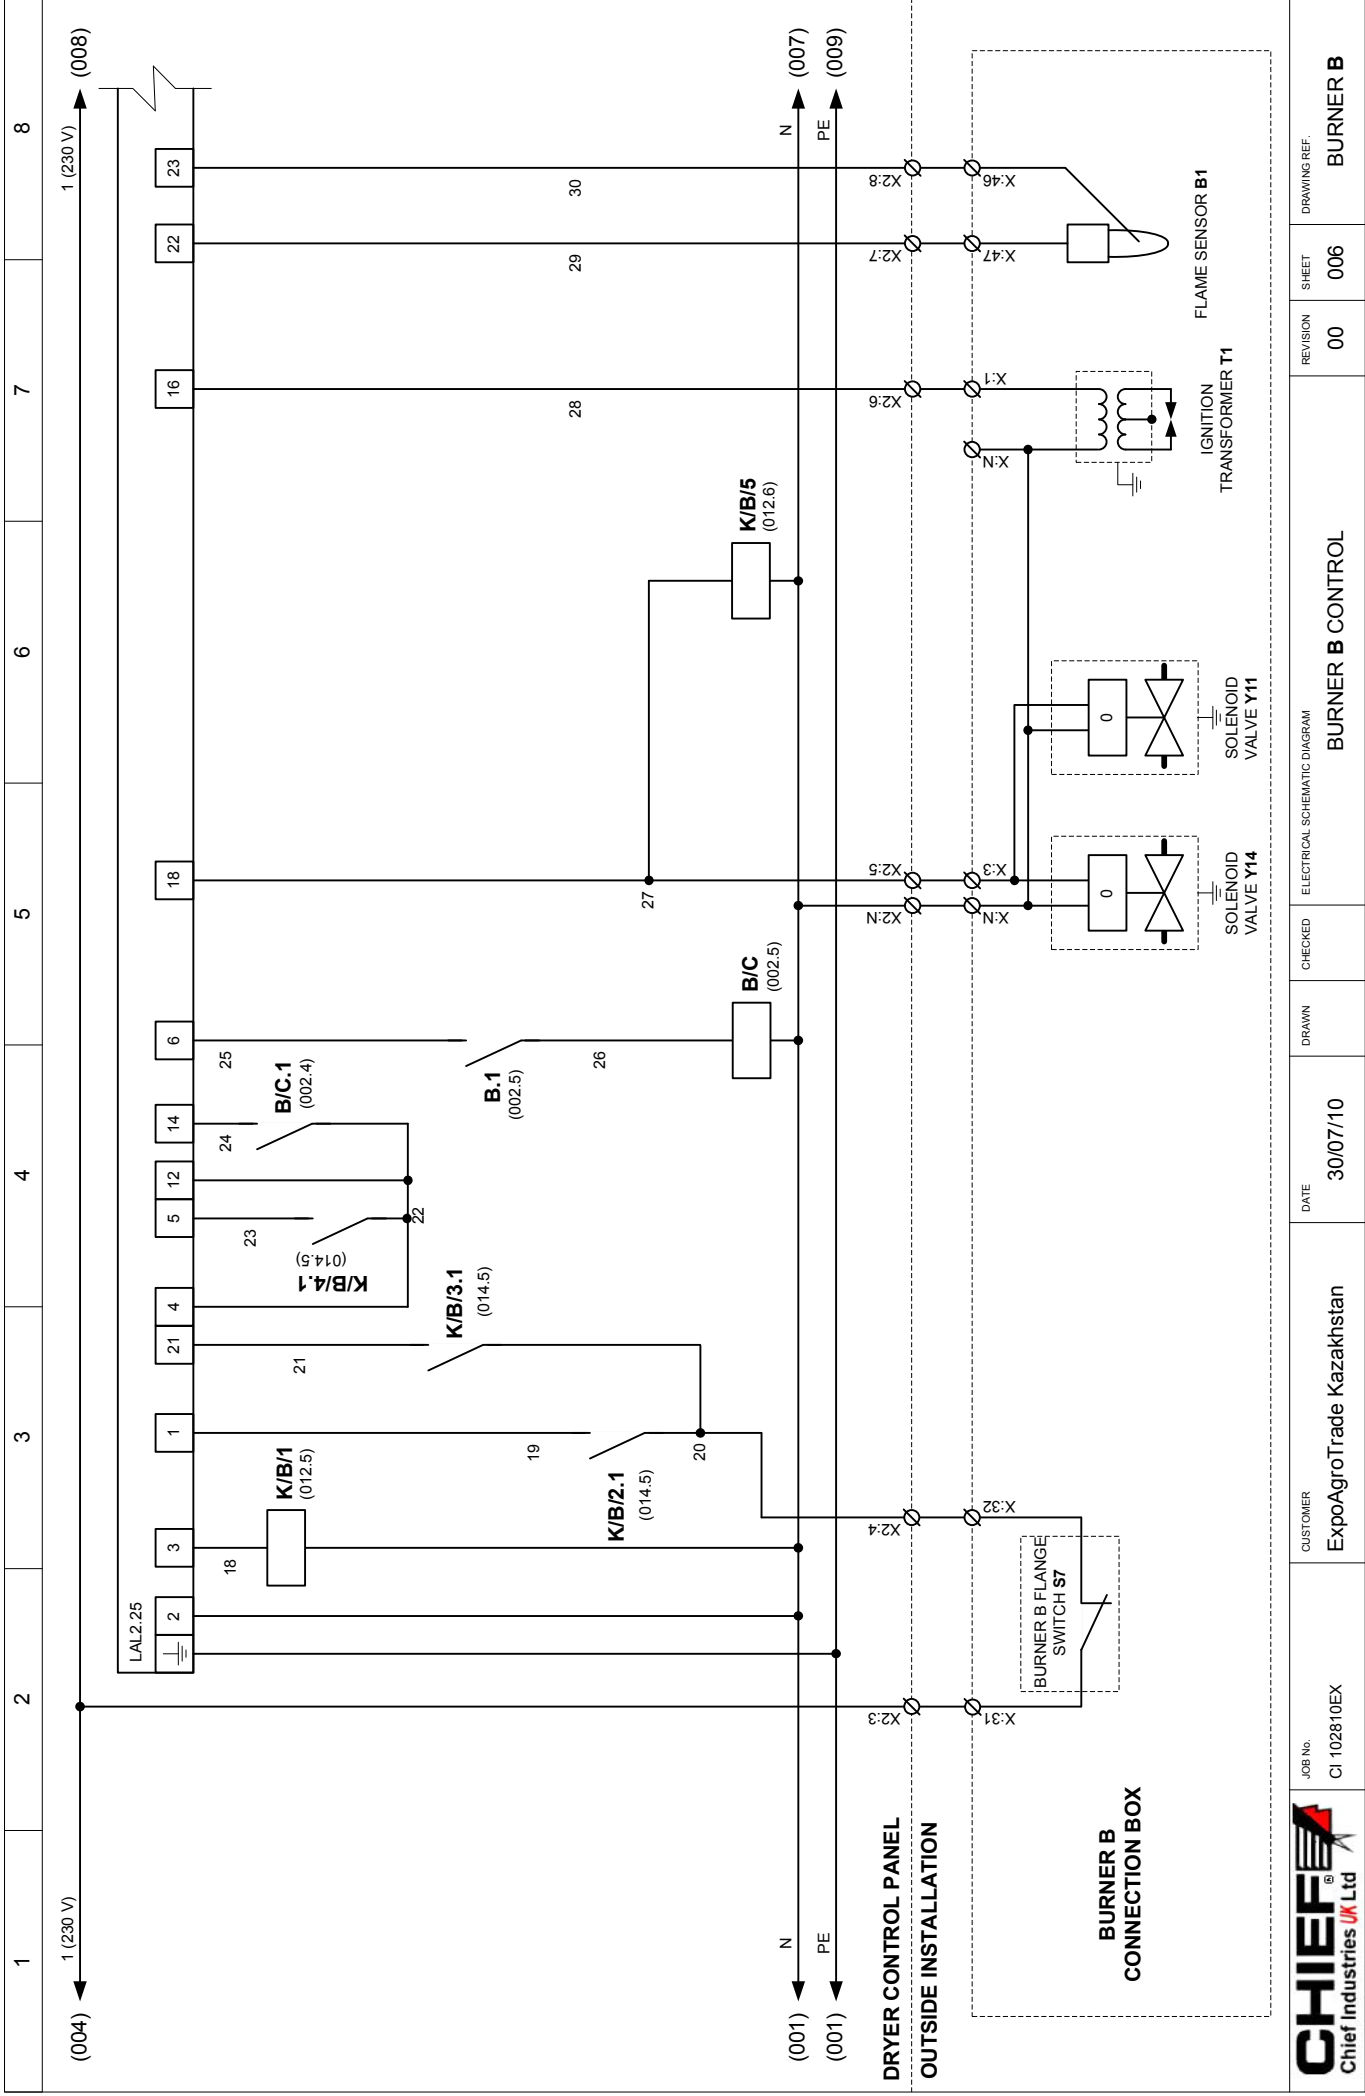 1
2
3
4
5
6
7
8
(004)
1 (230 V)
1 (230 V)
(008)
LAL2.25
2
3
1
21
4
5
12
14
6
18
16
22
23
18
K/B/1
(012.5)
19
K/B/2.1
(014.5)
20
21
K/B/3.1
(014.5)
23
K/B/4.1
(014.5)
22
24
B/C.1
(002.4)
25
B.1
(002.5)
26
B/C
(002.5)
27
K/B/5
(012.6)
28
29
30
(001)
N
N
(007)
(001)
PE
PE
(009)
DRYER CONTROL PANEL
OUTSIDE INSTALLATION
X2:3
X2:4
X2:N
X2:5
X2:6
X2:7
X2:8
X:31
X:32
X:N
X:3
X:N
X:1
X:47
X:46
BURNER B FLANGE
SWITCH S7
BURNER B
CONNECTION BOX
0
SOLENOID
VALVE Y14
0
SOLENOID
VALVE Y11
IGNITION
TRANSFORMER T1
FLAME SENSOR B1
CHIEF®
Chief Industries UK Ltd
JOB No.
CI 102810EX
CUSTOMER
ExpoAgroTrade Kazakhstan
DATE
30/07/10
DRAWN
CHECKED
ELECTRICAL SCHEMATIC DIAGRAM
BURNER B CONTROL
REVISION
00
SHEET
006
DRAWING REF.
BURNER B